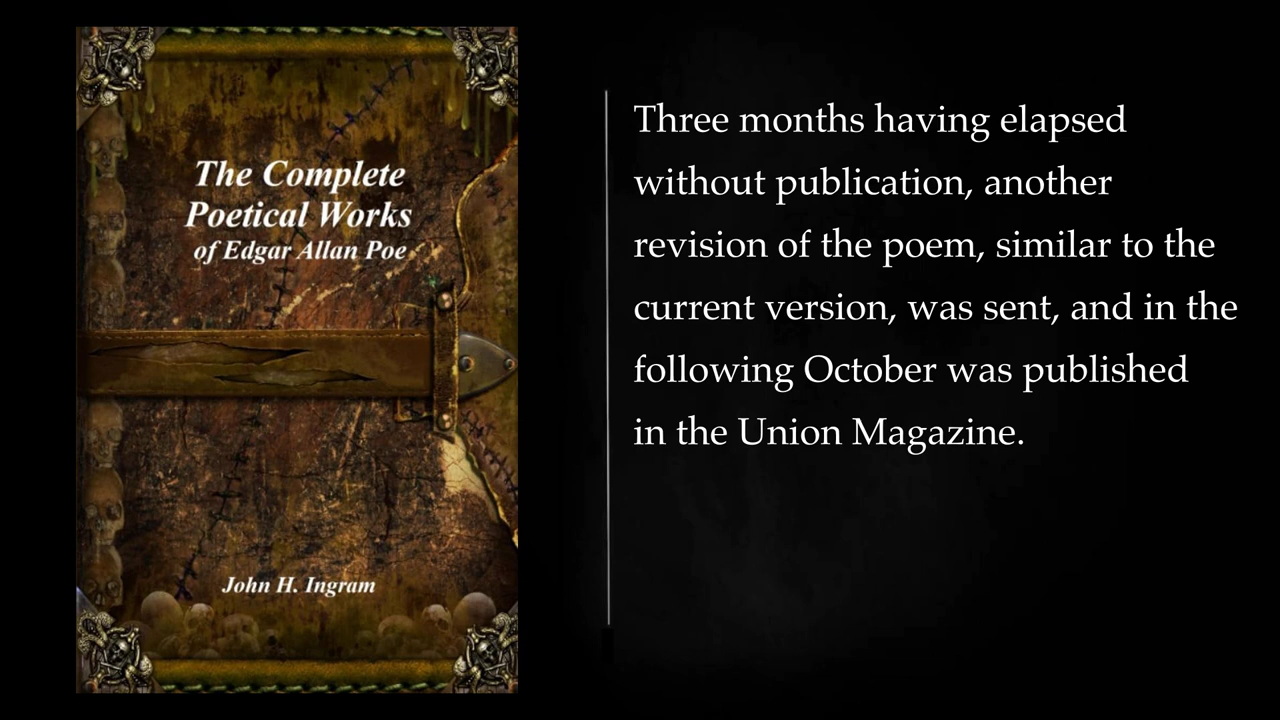 The Complete
Poetical Works
of Edgar Allan Poe
John H. Ingram
Three months having elapsed
without publication, another
revision of the poem, similar to the
current version, was sent, and in the
following October was published
in the Union Magazine.